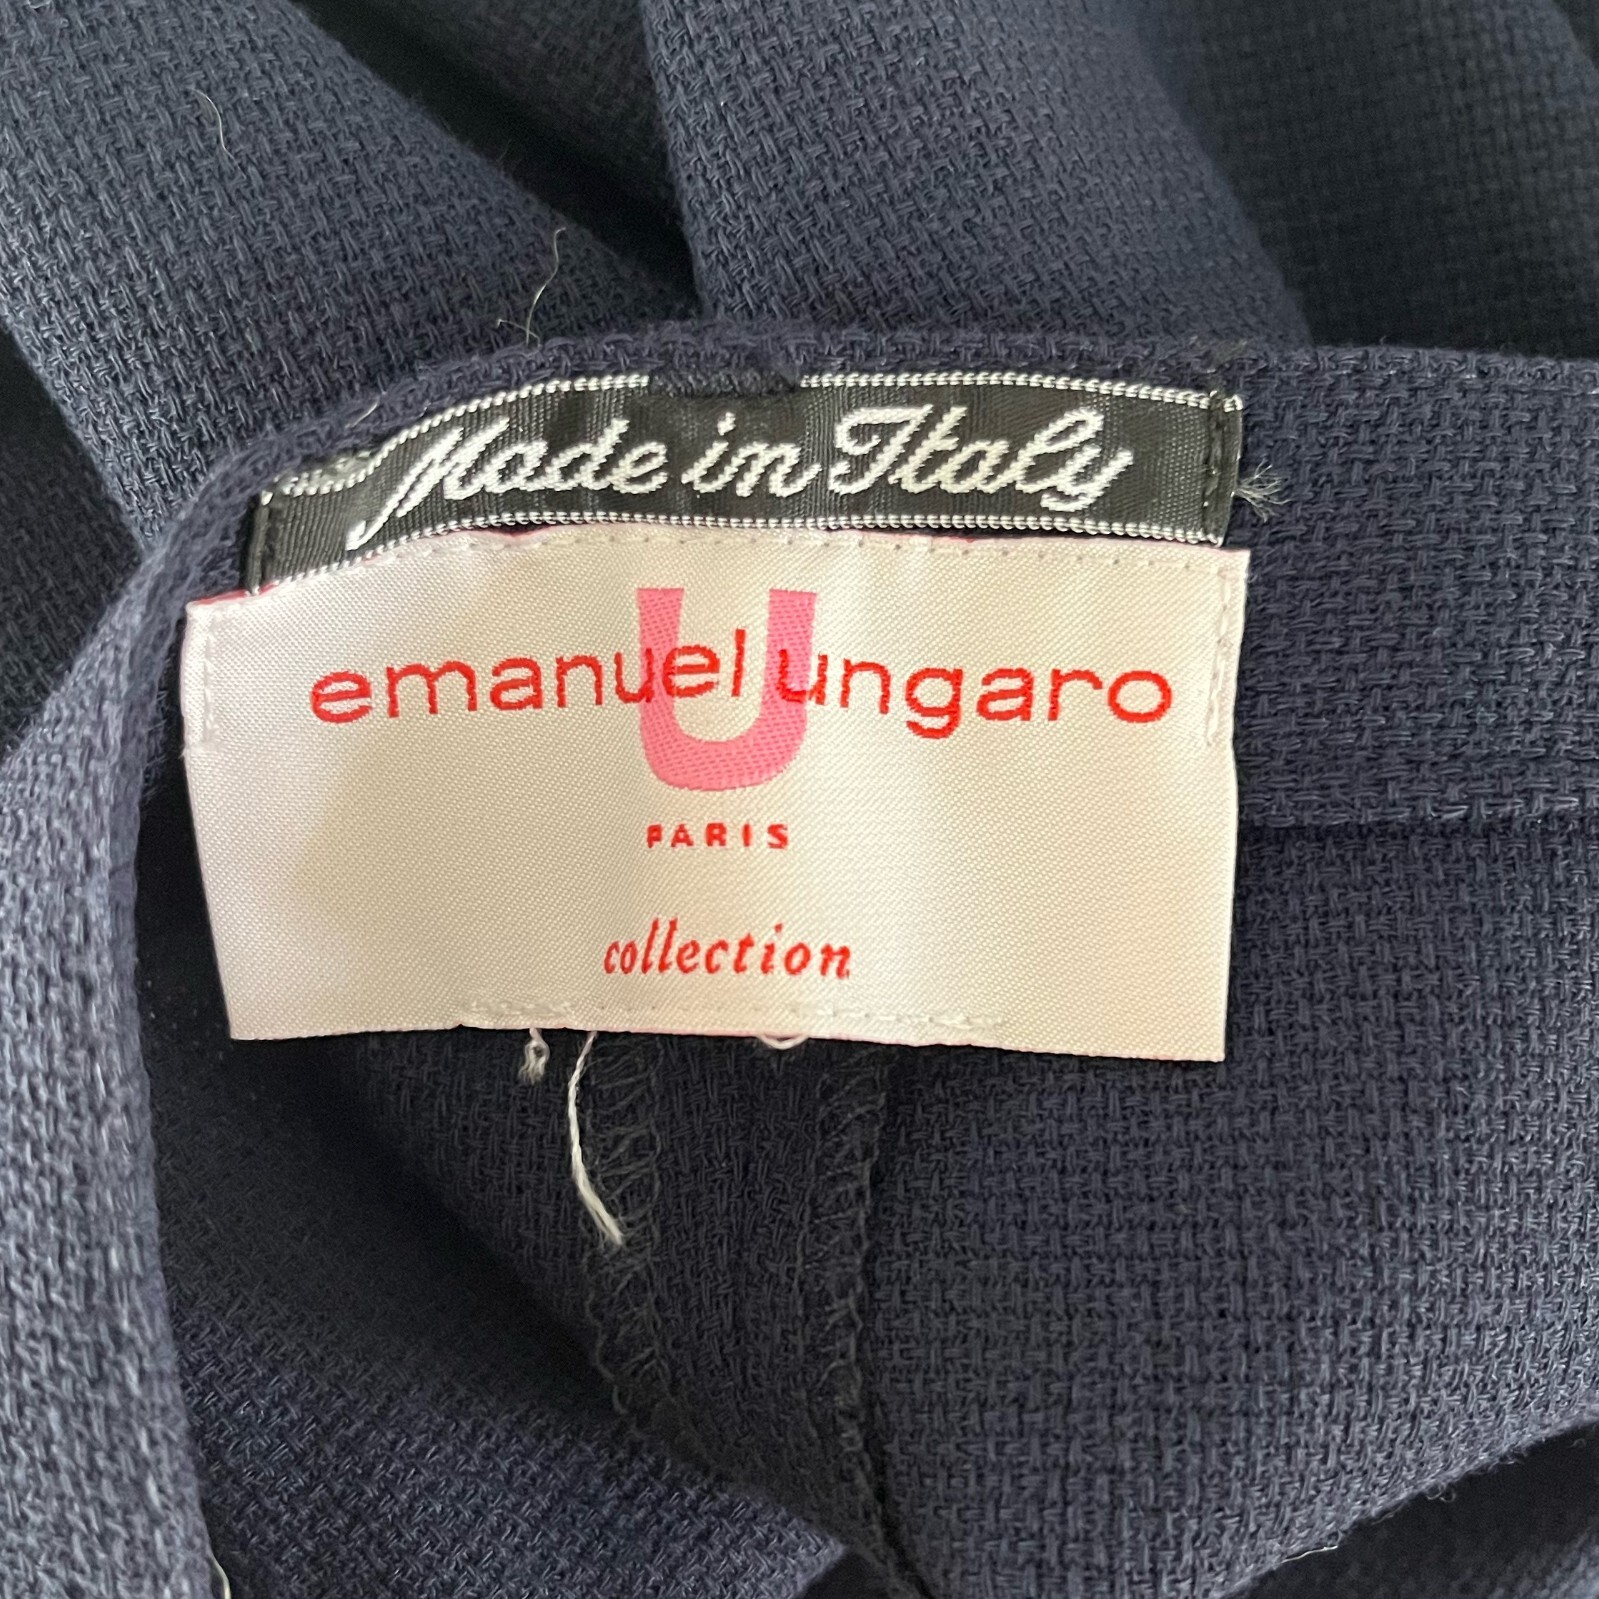 Made in Italy
U
emanuel ungaro
PARIS
collection